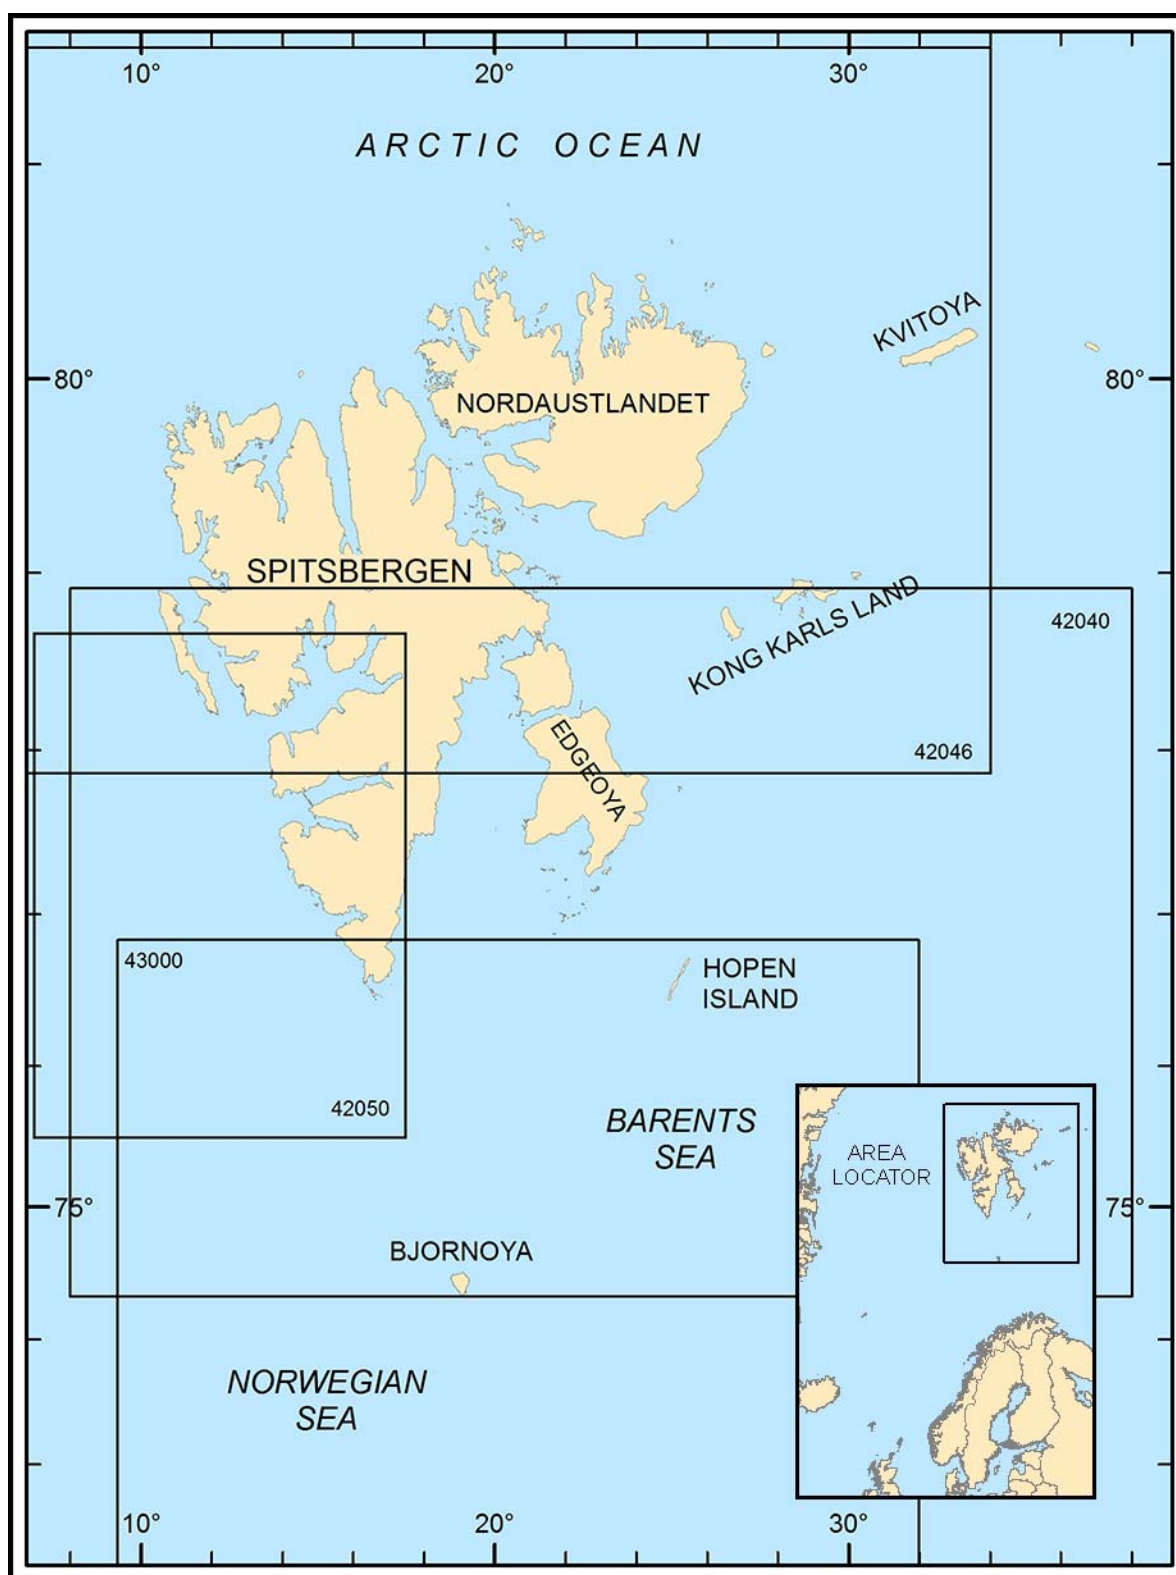 10°
20°
30°
ARCTIC OCEAN
KVITOYA
80°
80°
NORDAUSTLANDET
SPITSBERGEN
KONG KARLS LAND
42040
42046
EDGEOYA
43000
HOPEN
ISLAND
42050
BARENTS
SEA
AREA
LOCATOR
75°
75°
BJORNOYA
NORWEGIAN
SEA
10°
20°
30°